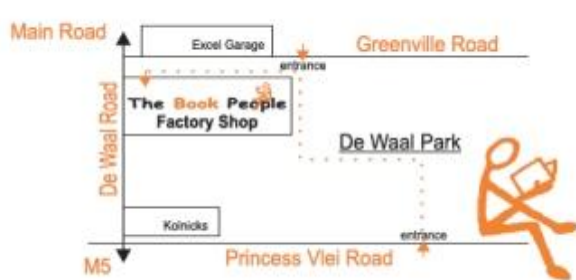 Main Road
Excel Garage
Greenville Road
entrance
The Book People
Factory Shop
De Waal Road
De Waal Park
Kolnicks
entrance
M5
Princess Vlei Road